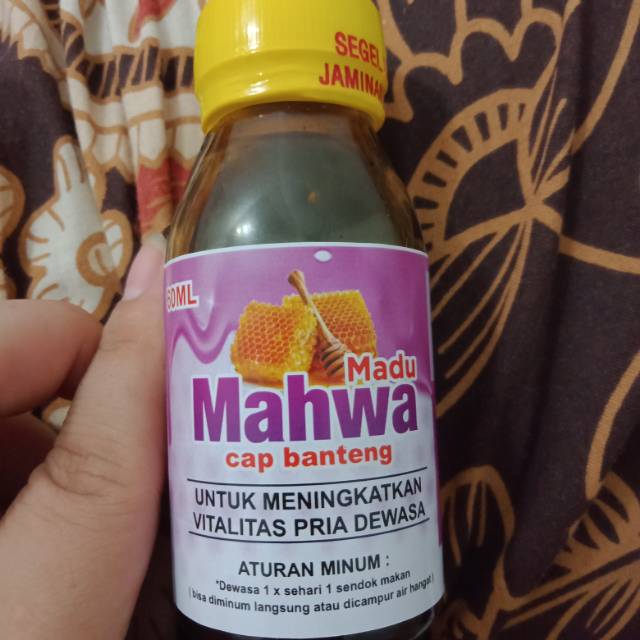 SEGEL
JAMINAN
60ML
Madu
Mahwa
cap banteng
UNTUK MENINGKATKAN
VITALITAS PRIA DEWASA
ATURAN MINUM :
*Dewasa 1 x sehari 1 sendok makan
( bisa diminum langsung atau dicampur air hangat )